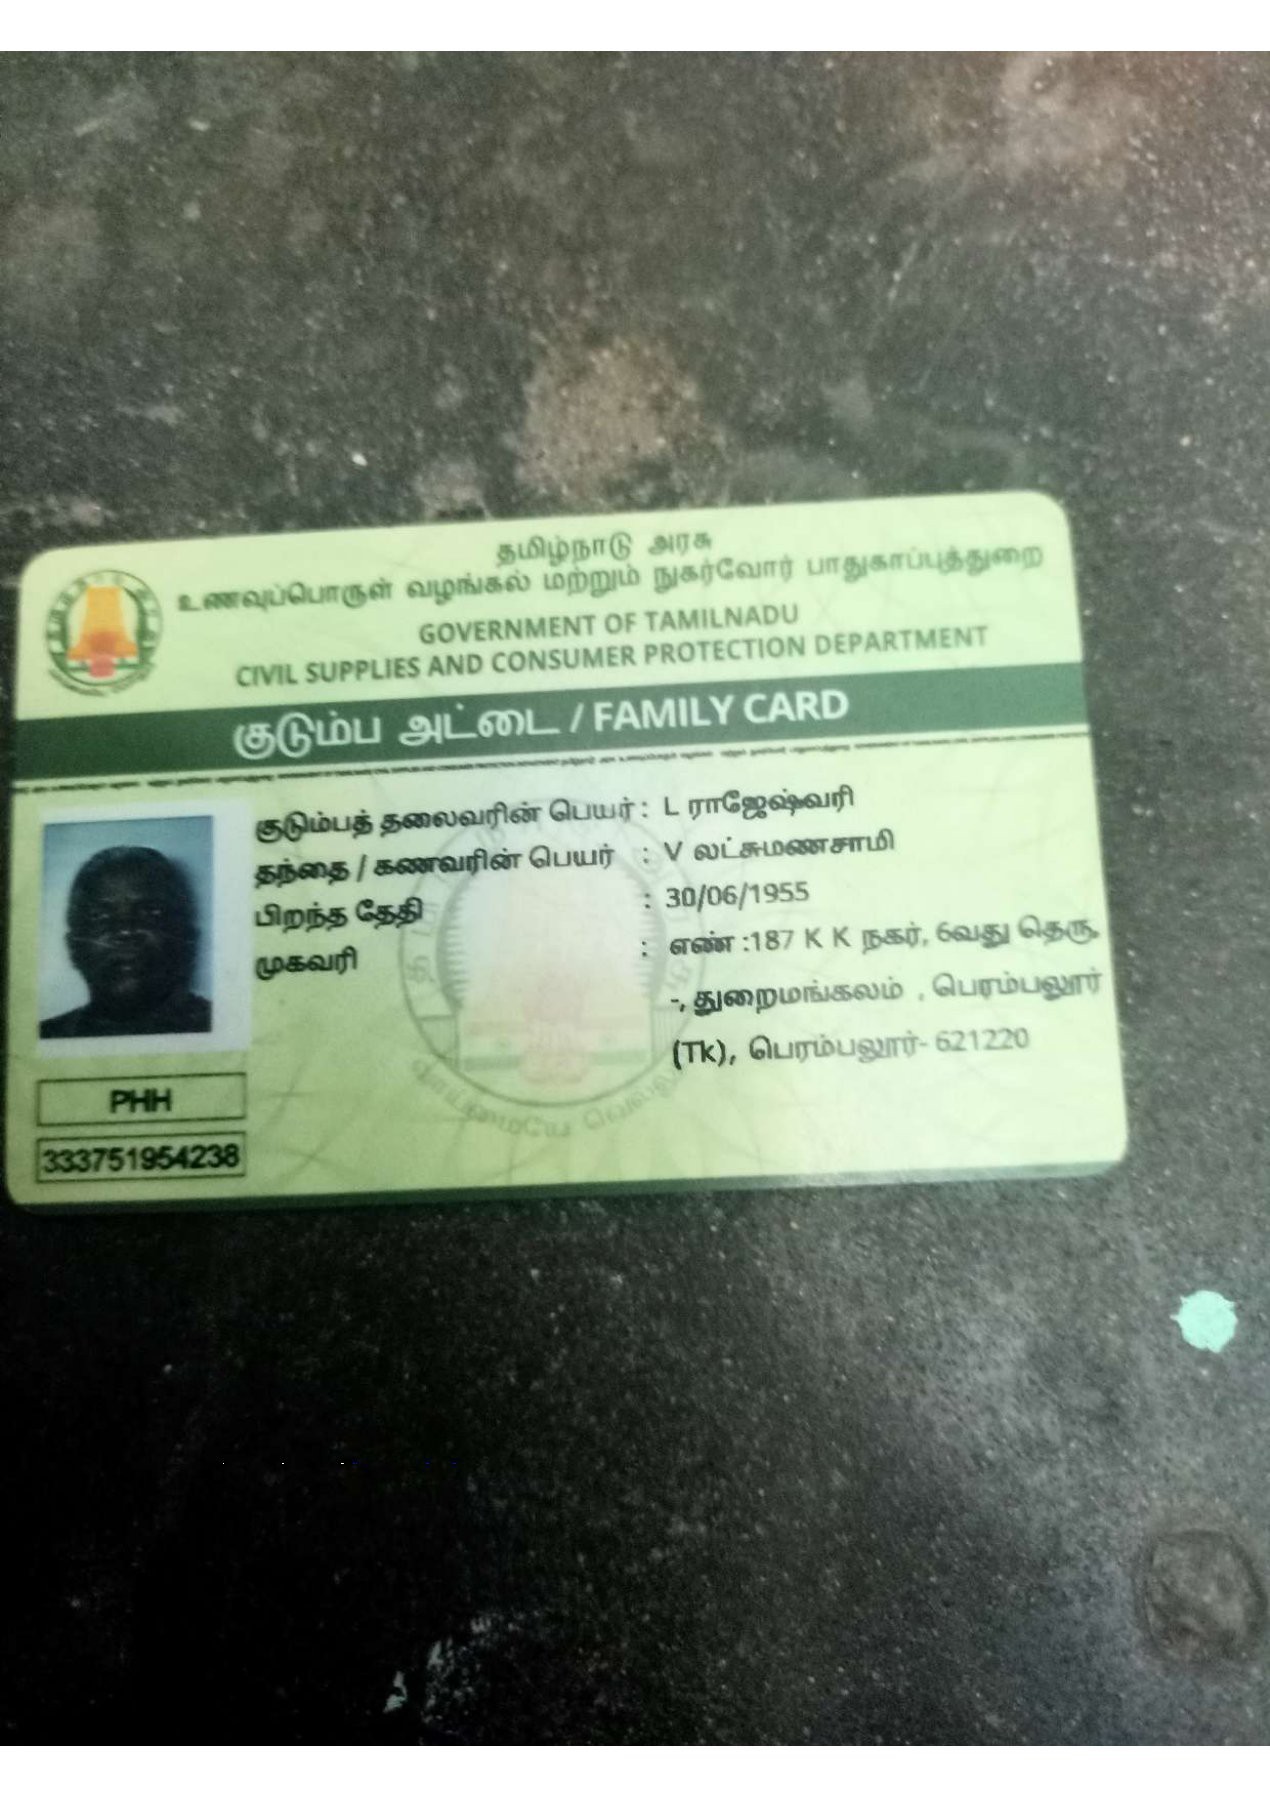 தமிழ்நாடு அரசு
உணவுப்பொருள் வழங்கல் மற்றும் நுகர்வோர் பாதுகாப்புத்துறை
GOVERNMENT OF TAMILNADU
CIVIL SUPPLIES AND CONSUMER PROTECTION DEPARTMENT
குடும்ப அட்டை / FAMILY CARD
குடும்பத் தலைவரின் பெயர் : L ராஜேஷ்வரி
தந்தை / கணவரின் பெயர் : V லட்சுமணசாமி
பிறந்த தேதி : 30/06/1955
முகவரி : எண் :187 K K நகர், 6வது தெரு,
-, துறைமங்கலம் , பெரம்பலூர்
(Tk), பெரம்பலூர்- 621220
PHH
333751954238